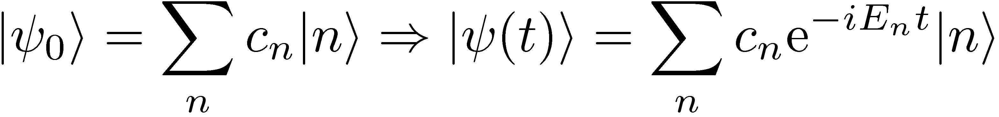 |ψ₀⟩ = ∑ₙ cₙ|n⟩ ⇒ |ψ(t)⟩ = ∑ₙ cₙe^{−iEₙt}|n⟩